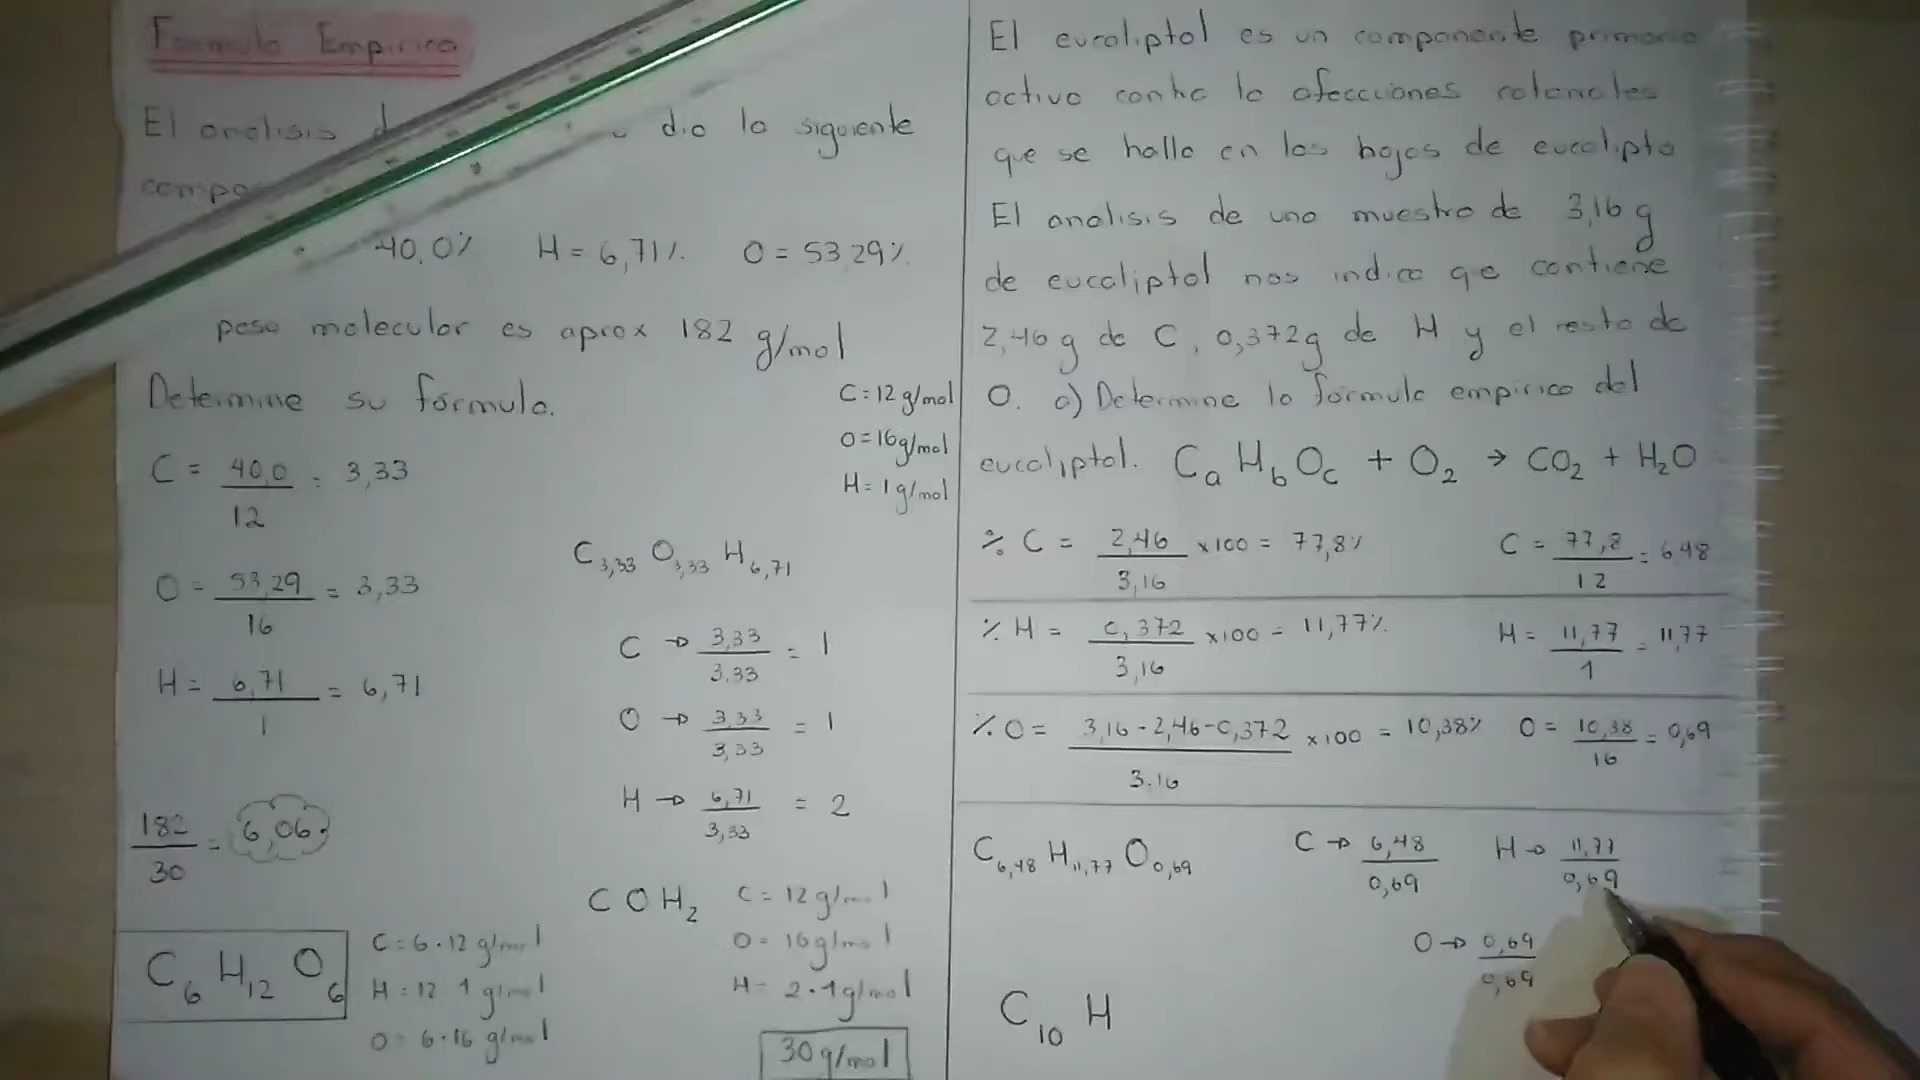 Formula Empirica
El analisis dio la siguiente
compo
40,0% H = 6,71% O = 53,29%
peso molecular es aprox 182 g/mol
Determine su formula.
C = 12 g/mol
O = 16 g/mol
H = 1 g/mol
C = 40,0 / 12 = 3,33
O = 53,29 / 16 = 3,33
H = 6,71 / 1 = 6,71
C3,33 O3,33 H6,71
C → 3,33 / 3.33 = 1
O → 3,33 / 3,33 = 1
H → 6,71 / 3,33 = 2
182 / 30 = 6,06
C O H2
C = 12 g/mol
O = 16 g/mol
H = 2·1 g/mol
30 g/mol
C6 H12 O6
C = 6·12 g/mol
H = 12 1 g/mol
O = 6·16 g/mol
El eucaliptol es un componente primario
activo contra la afecciones catarrales
que se halla en las hojas de eucalipto
El analisis de una muestra de 3,16 g
de eucaliptol nos indica qe contiene
2,46 g de C, 0,372g de H y el resto de
O. a) Determine la formula empirica del
eucaliptol. CaHbOc + O2 → CO2 + H2O
% C = 2,46 / 3,16 x100 = 77,8% C = 77,8 / 12 = 6,48
% H = 0,372 / 3,16 x100 = 11,77% H = 11,77 / 1 = 11,77
% O = 3,16 - 2,46 - 0,372 / 3.16 x100 = 10,38% O = 10,38 / 16 = 0,69
C6,48 H11,77 O0,69 C → 6,48 / 0,69 H → 11,77 / 0,69
O → 0,69 / 0,69
C10 H